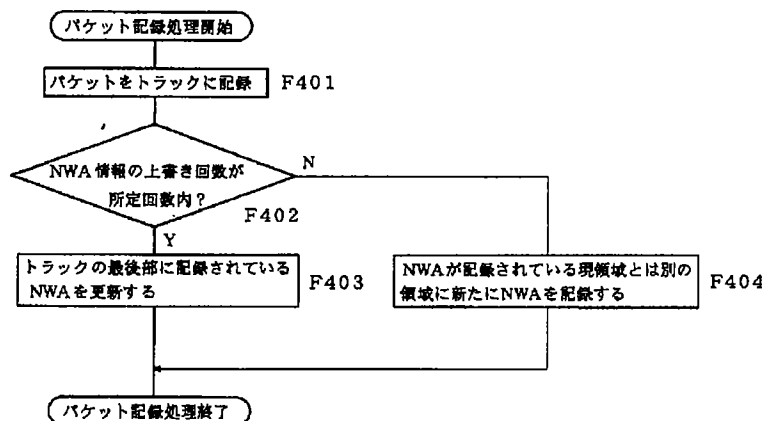 パケット記録処理開始
パケットをトラックに記録
F401
NWA情報の上書き回数が
所定回数内?
N
F402
Y
トラックの最後部に記録されている
NWAを更新する
F403
NWAが記録されている現領域とは別の
領域に新たにNWAを記録する
F404
パケット記録処理終了